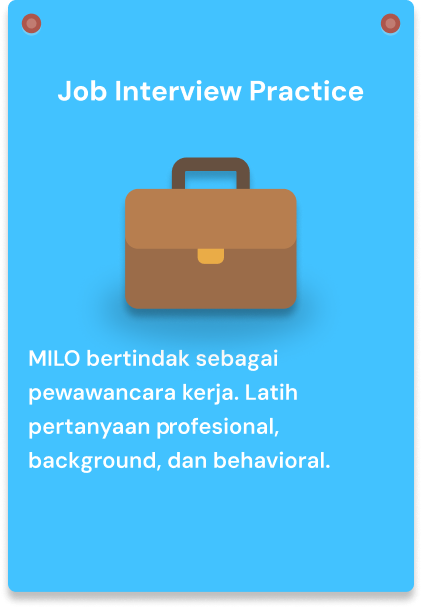 Job Interview Practice
MILO bertindak sebagai
pewawancara kerja. Latih
pertanyaan profesional,
background, dan behavioral.